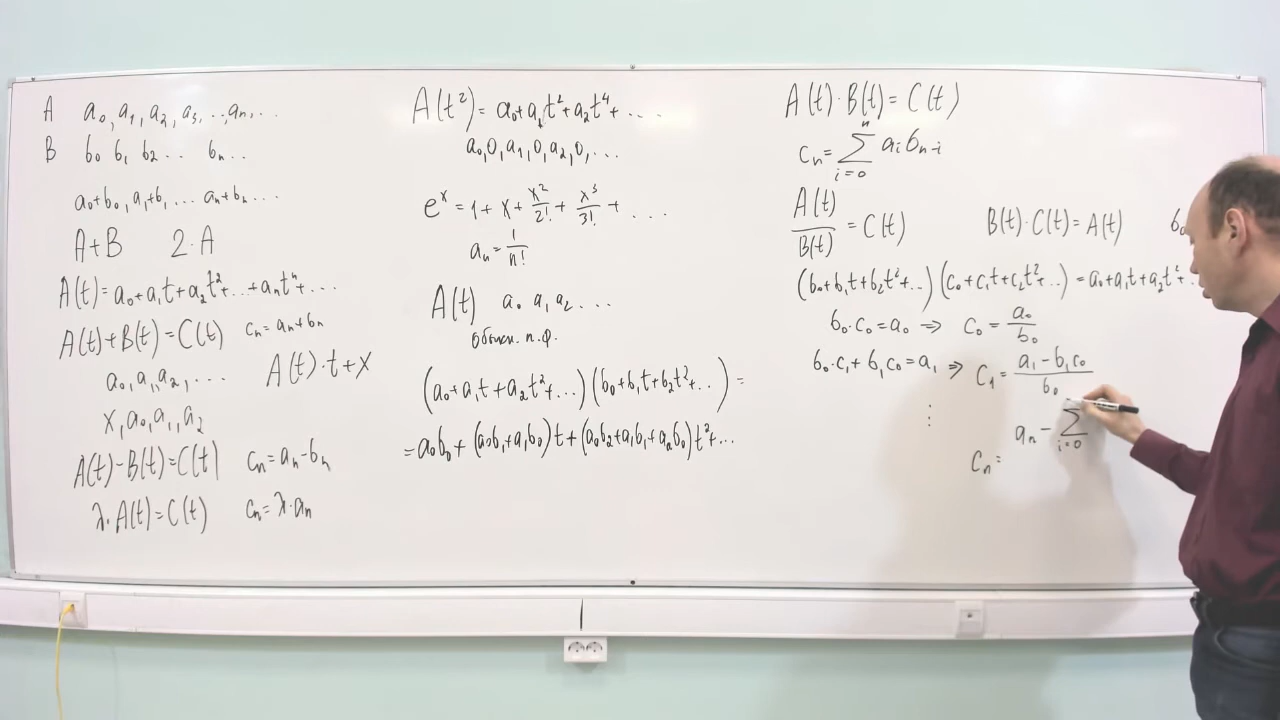 A a₀, a₁, a₂, a₃, ..., aₙ, ...
B b₀ b₁ b₂ ... bₙ ...
a₀+b₀, a₁+b₁, ... aₙ+bₙ ...
A+B 2·A
A(t)=a₀+a₁t+a₂t²+...+aₙtⁿ+...
A(t)+B(t)=C(t) cₙ=aₙ+bₙ
a₀,a₁,a₂,... A(t)·t+x
x,a₀,a₁,a₂
A(t)-B(t)=C(t) cₙ=aₙ-bₙ
λ·A(t)=C(t) cₙ=λ·aₙ
A(t²)=a₀+a₁t²+a₂t⁴+...
a₀,0,a₁,0,a₂,0,...
eˣ=1+x+x²/2!+x³/3!+...
aₙ=1/n!
A(t) a₀ a₁ a₂ ...
обыкн. п.ф.
(a₀+a₁t+a₂t²+...)(b₀+b₁t+b₂t²+...)=
=a₀b₀+(a₀b₁+a₁b₀)t+(a₀b₂+a₁b₁+a₂b₀)t²+...
A(t)·B(t)=C(t)
cₙ=∑ᵢ₌₀ⁿ aᵢbₙ₋ᵢ
A(t)/B(t)=C(t) B(t)·C(t)=A(t) b₀
(b₀+b₁t+b₂t²+...)(c₀+c₁t+c₂t²+...)=a₀+a₁t+a₂t²+...
b₀·c₀=a₀ ⇒ c₀=a₀/b₀
b₀·c₁+b₁c₀=a₁ ⇒ c₁=(a₁-b₁c₀)/b₀
⋮
aₙ-∑ᵢ₌₀
cₙ=